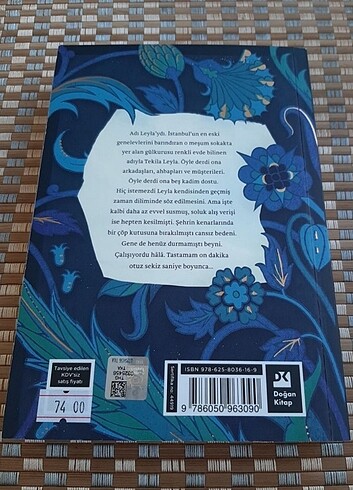 Adı Leyla'ydı. İstanbul'un en eski
genelevlerini barındıran o meşum sokakta
yer alan gülkurusu renkli evde bilinen
adıyla Tekila Leyla. Öyle derdi ona
arkadaşları, ahbapları ve müşterileri.
Öyle derdi ona beş kadim dostu.
Hiç istemezdi Leyla kendisinden geçmiş
zaman diliminde söz edilmesini. Ama işte
kalbi daha az evvel susmuş, soluk alış verişi
ise hepten kesilmişti. Şehrin kenarlarında
bir çöp kutusuna bırakılmıştı cansız bedeni.
Gene de henüz durmamıştı beyni.
Çalışıyordu hâlâ. Tastamam on dakika
otuz sekiz saniye boyunca...
Tavsiye edilen
KDV'siz
satış fiyatı
74 00
ISBN 978-625-8036-16-9
9 786050 963090
Doğan
Kitap